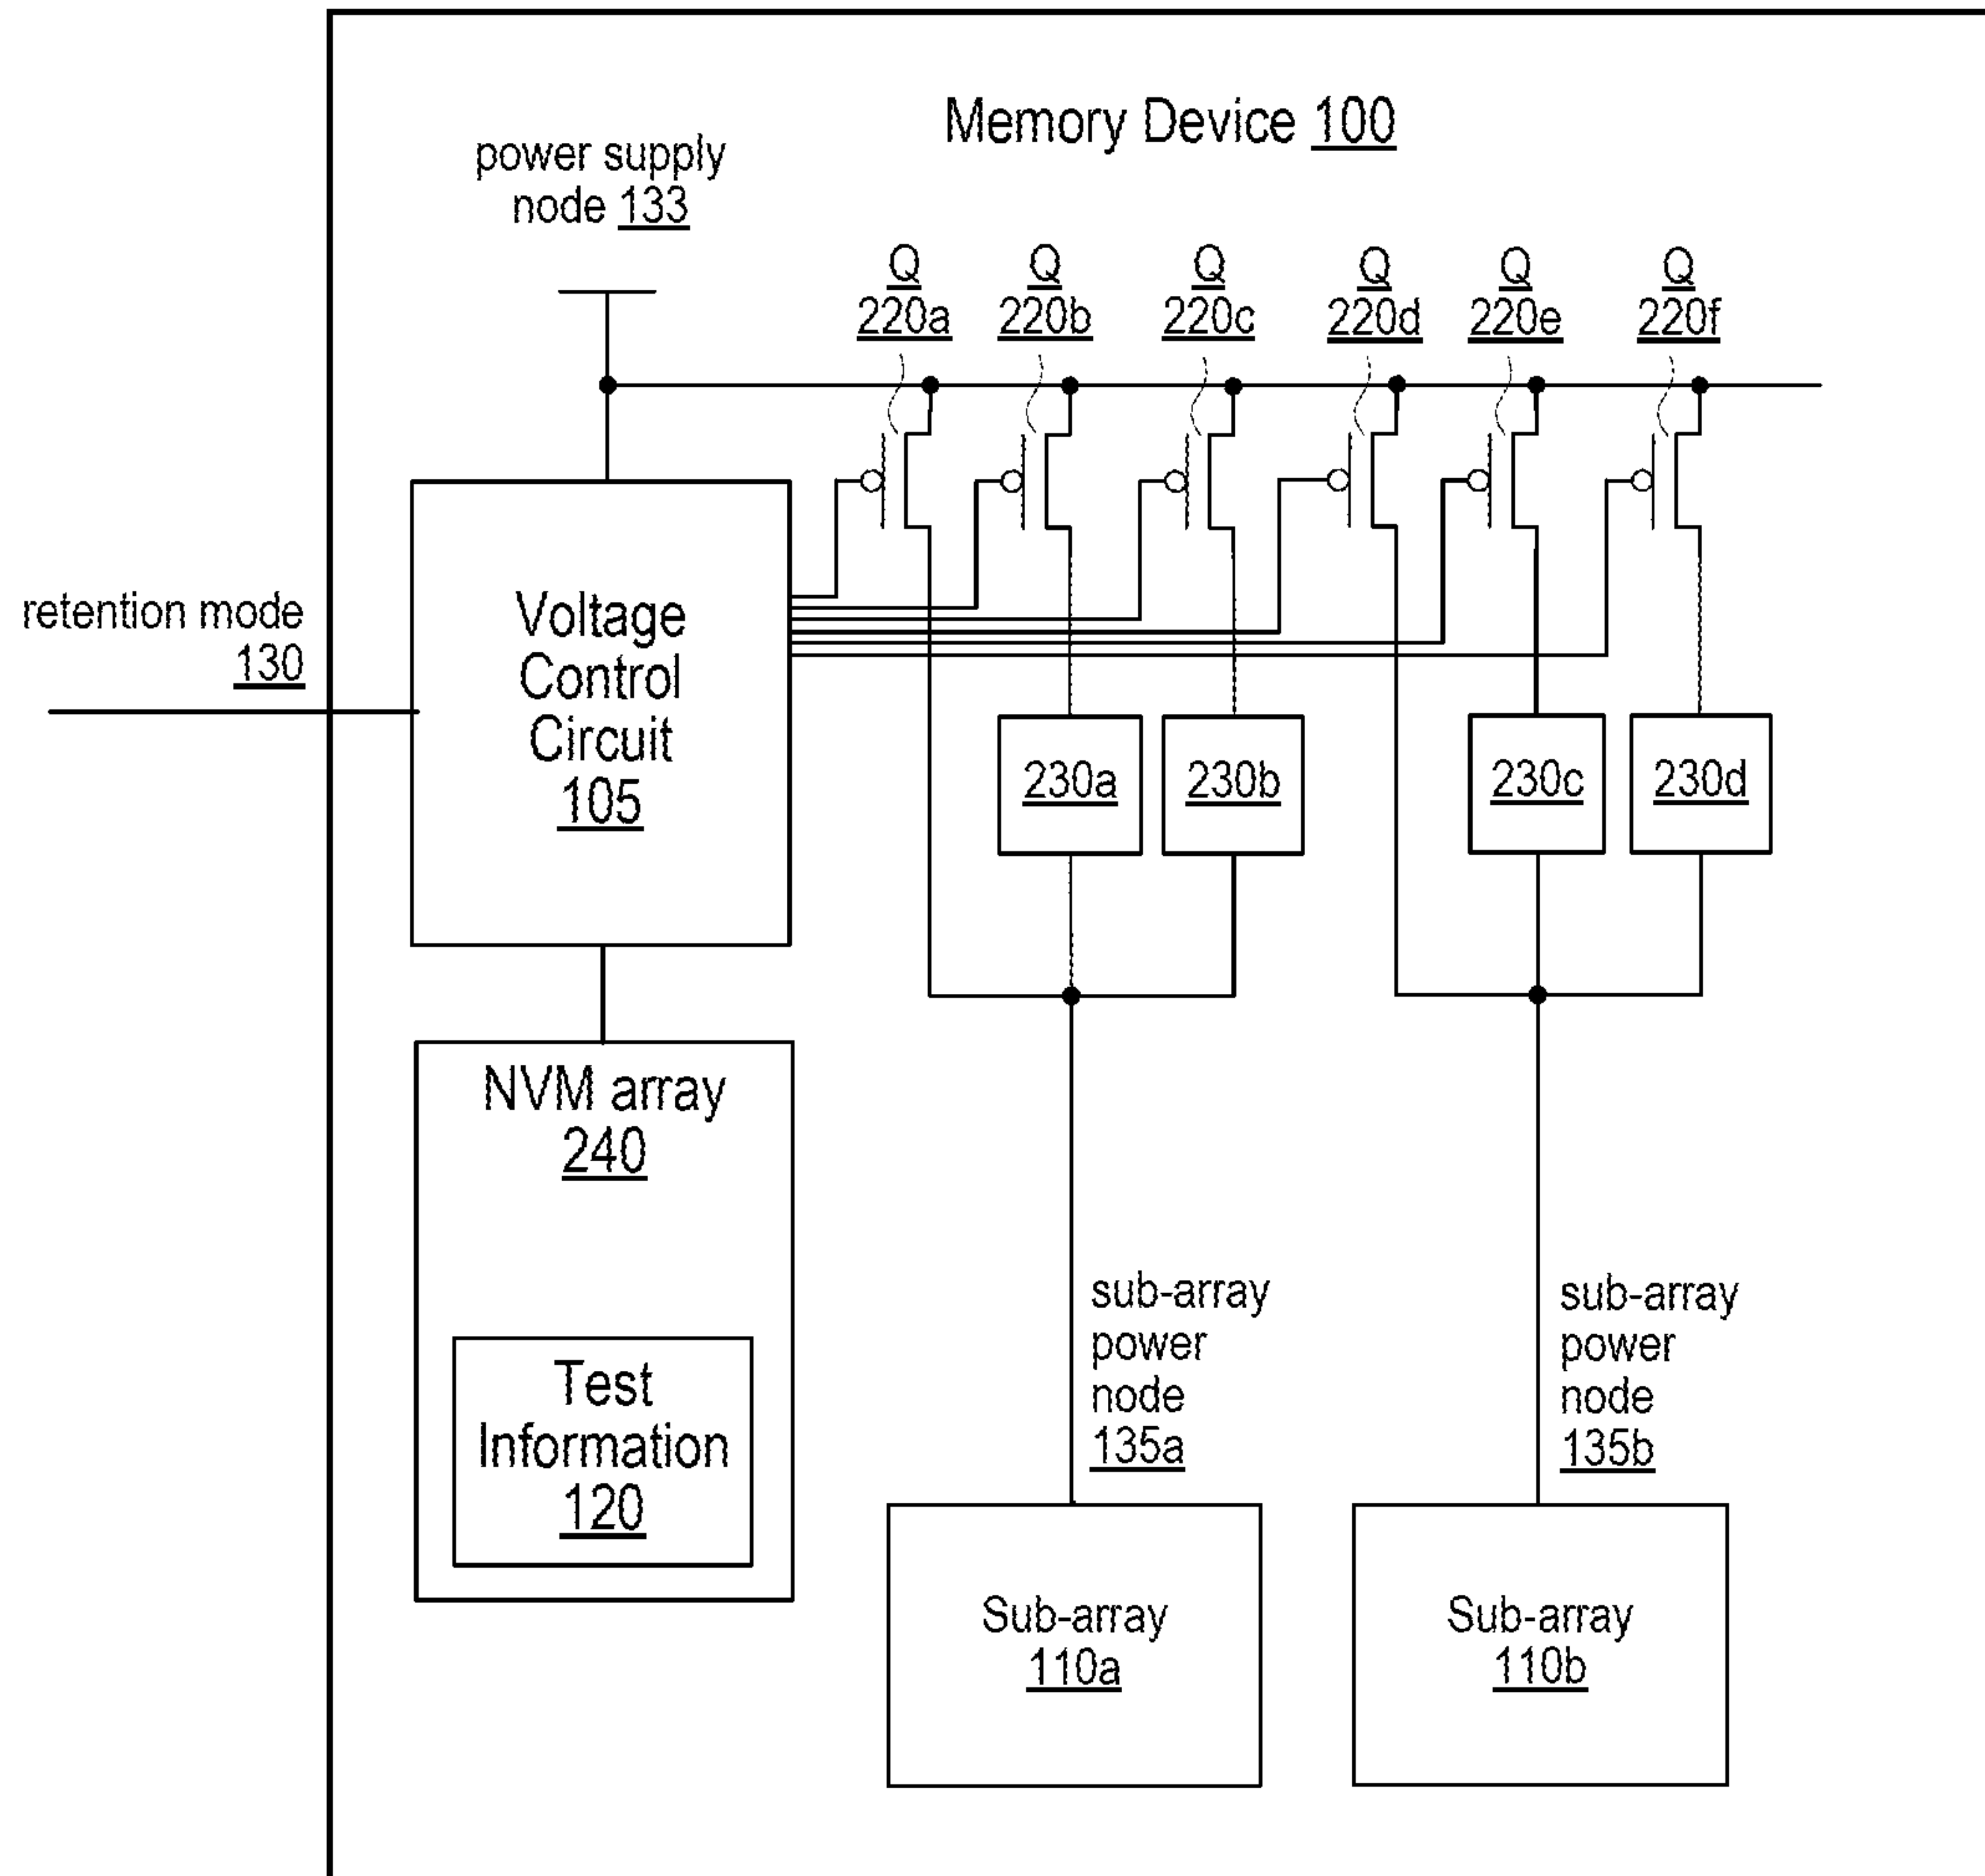 Memory Device 100
power supply
node 133
Q
220a
Q
220b
Q
220c
Q
220d
Q
220e
Q
220f
retention mode
130
Voltage
Control
Circuit
105
230a
230b
230c
230d
NVM array
240
Test
Information
120
sub-array
power
node
135a
sub-array
power
node
135b
Sub-array
110a
Sub-array
110b